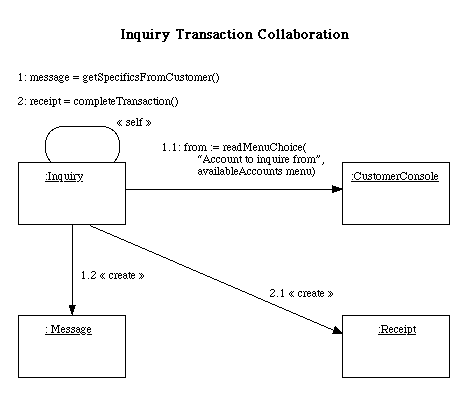 Inquiry Transaction Collaboration
1: message = getSpecificsFromCustomer()
2: receipt = completeTransaction()
« self »
1.1: from := readMenuChoice(
"Account to inquire from",
availableAccounts menu)
:Inquiry
:CustomerConsole
1.2 « create »
2.1 « create »
: Message
:Receipt